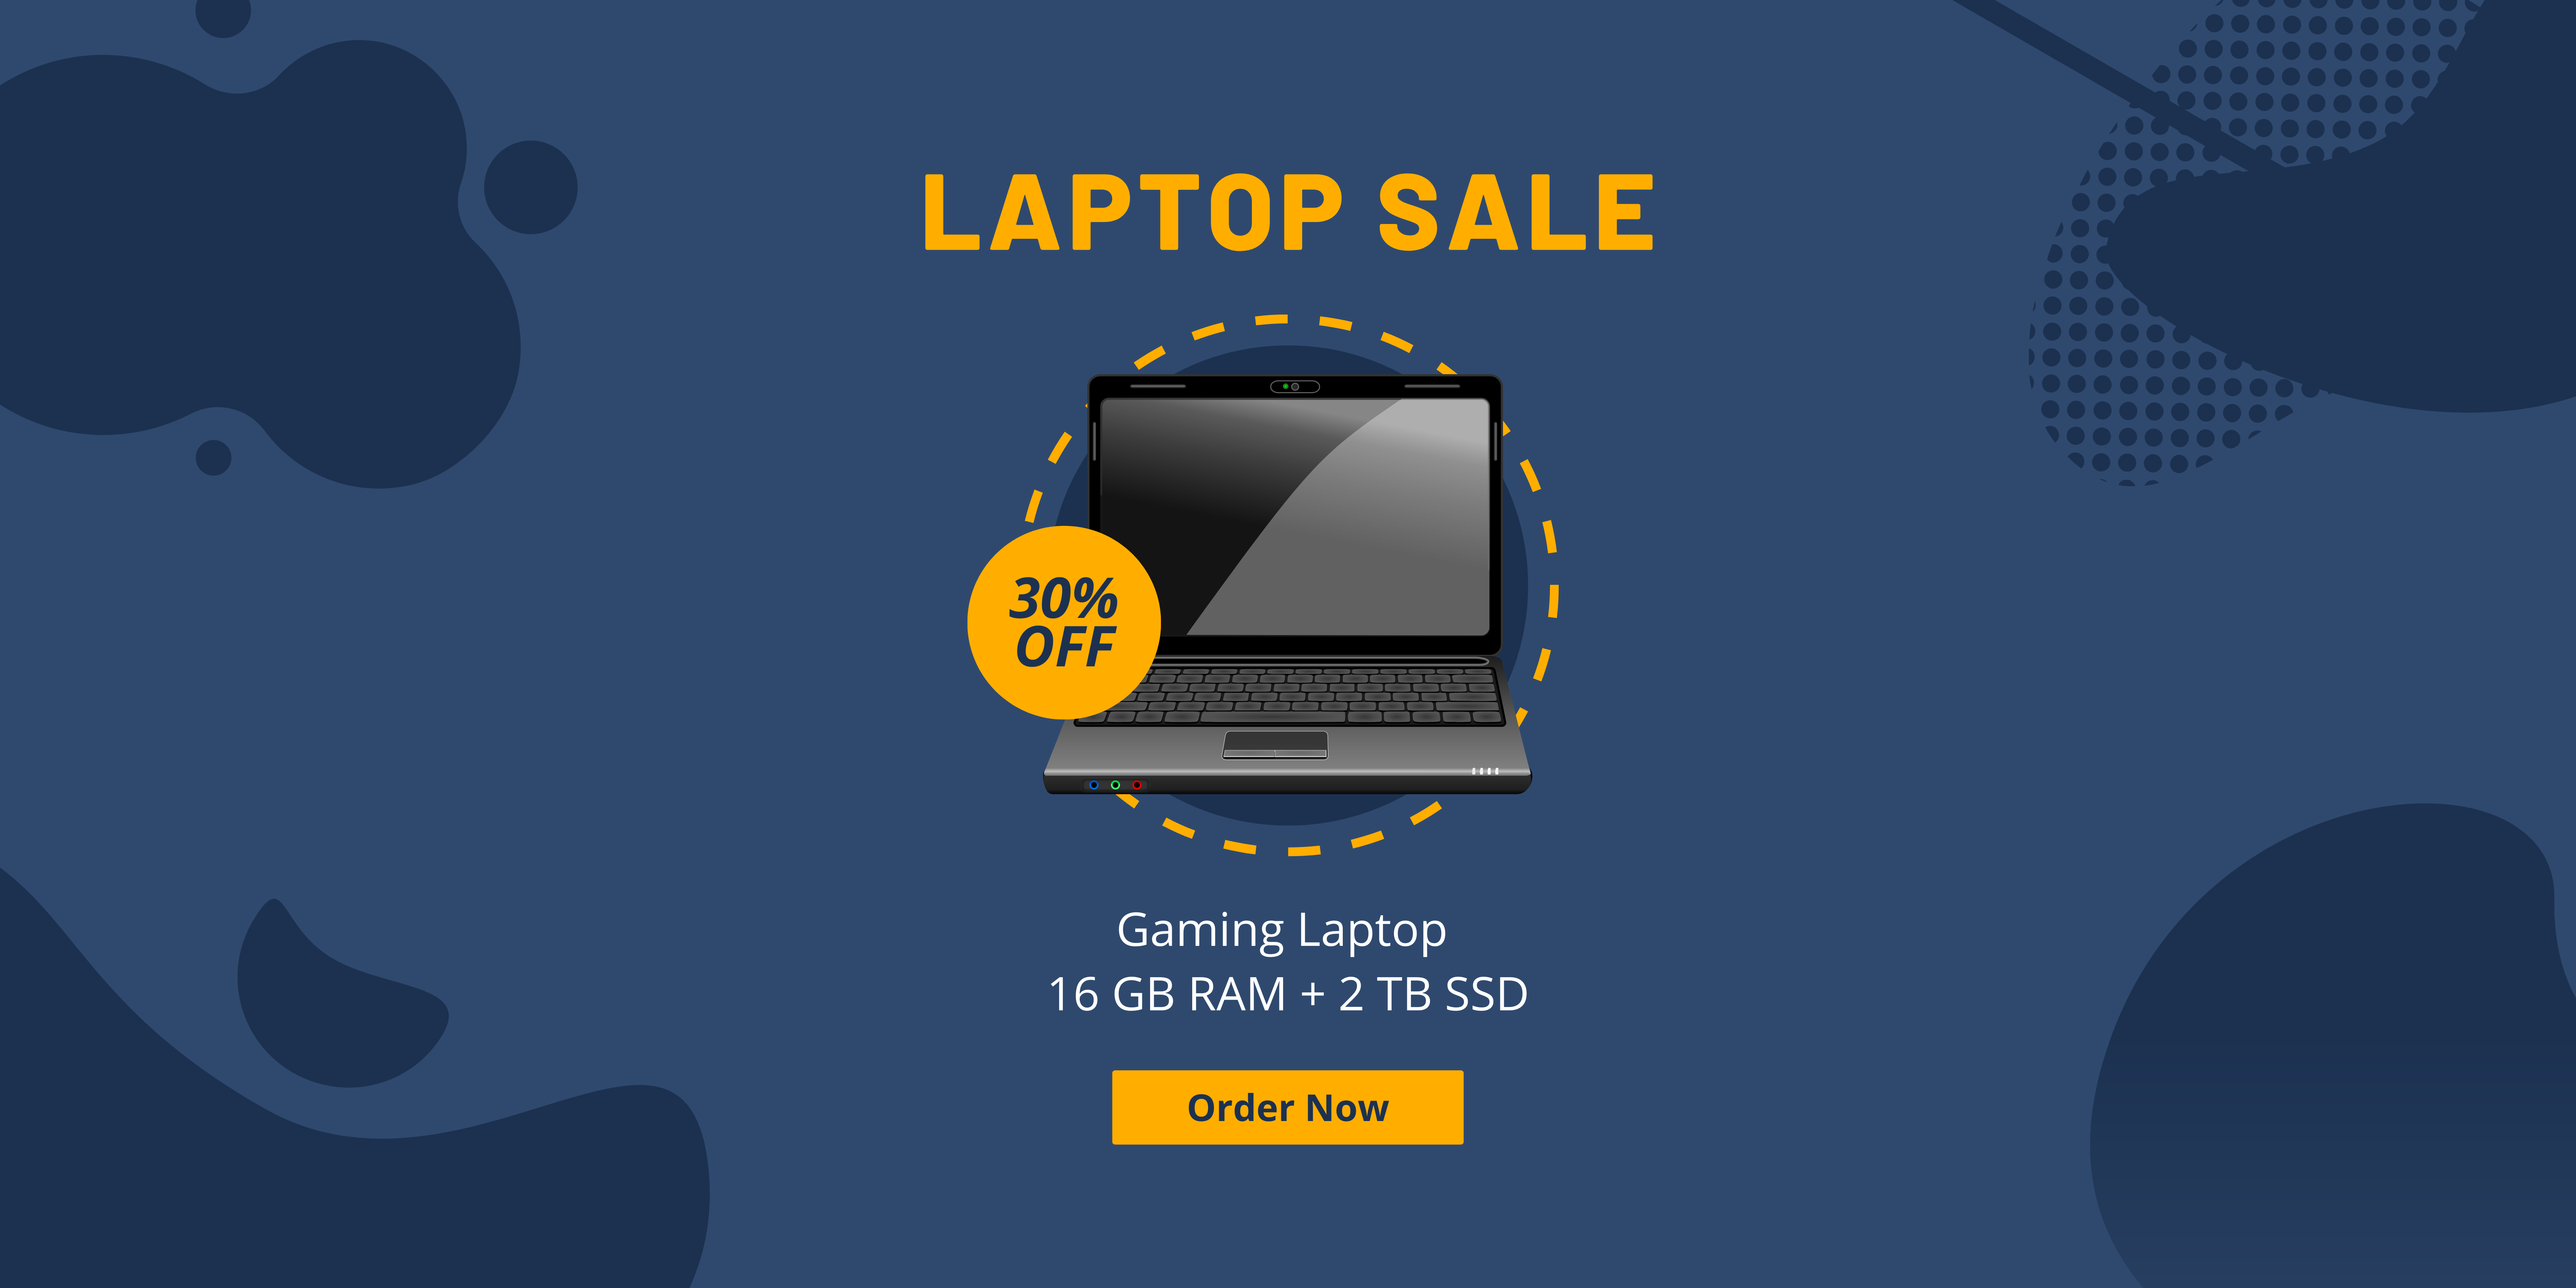 LAPTOP SALE
30%
OFF
Gaming Laptop
16 GB RAM + 2 TB SSD
Order Now